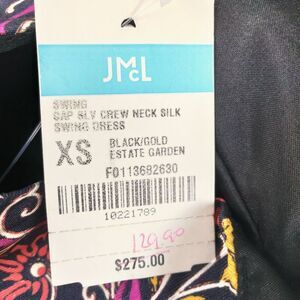 JMcL
SWING
CAP SLV CREW NECK SILK
SWING DRESS
XS
BLACK/GOLD
ESTATE GARDEN
F0113682630
10221789
129.90
$275.00